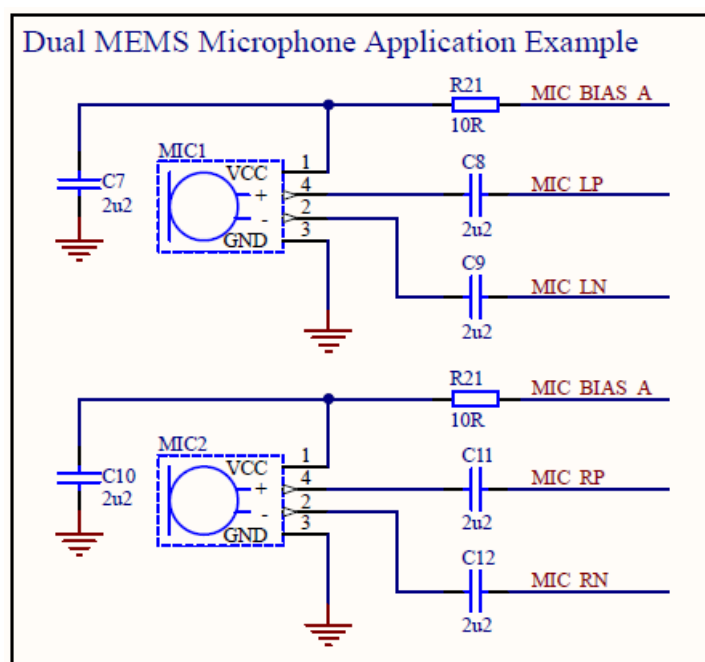 Dual MEMS Microphone Application Example
R21
MIC BIAS A
10R
MIC1
C8
VCC
1
C7
2u2
+
4
MIC LP
-
2
2u2
GND
3
C9
MIC LN
2u2
R21
MIC BIAS A
10R
MIC2
C11
VCC
1
C10
2u2
+
4
MIC RP
-
2
2u2
GND
3
C12
MIC RN
2u2